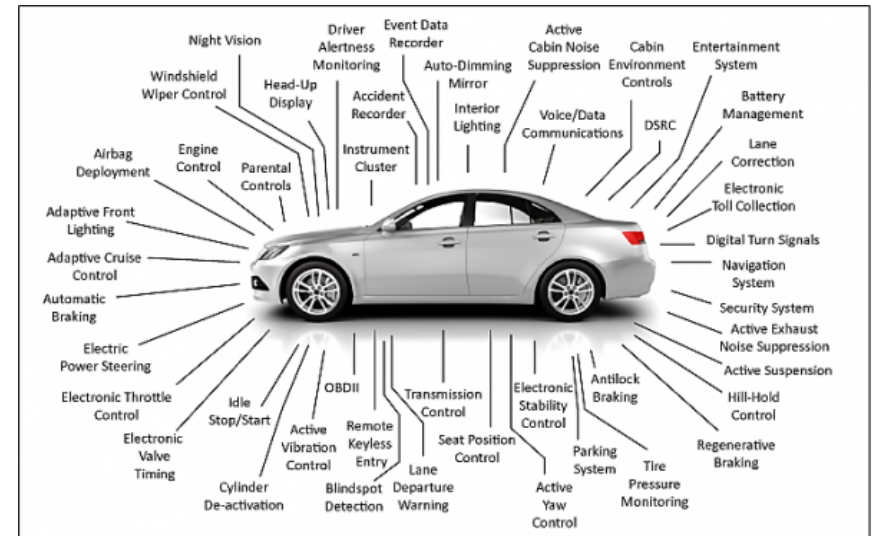 Night Vision
Driver
Alertness
Monitoring
Event Data
Recorder
Auto-Dimming
Mirror
Active
Cabin Noise
Suppression
Cabin
Environment
Controls
Entertainment
System
Windshield
Wiper Control
Head-Up
Display
Accident
Recorder
Interior
Lighting
Voice/Data
Communications
DSRC
Battery
Management
Airbag
Deployment
Engine
Control
Parental
Controls
Instrument
Cluster
Lane
Correction
Electronic
Toll Collection
Adaptive Front
Lighting
Digital Turn Signals
Adaptive Cruise
Control
Navigation
System
Automatic
Braking
Security System
Electric
Power Steering
Active Exhaust
Noise Suppression
Active Suspension
Electronic Throttle
Control
Idle
Stop/Start
OBDII
Transmission
Control
Electronic
Stability
Control
Antilock
Braking
Hill-Hold
Control
Electronic
Valve
Timing
Active
Vibration
Control
Remote
Keyless
Entry
Seat Position
Control
Parking
System
Regenerative
Braking
Cylinder
De-activation
Blindspot
Detection
Lane
Departure
Warning
Active
Yaw
Control
Tire
Pressure
Monitoring